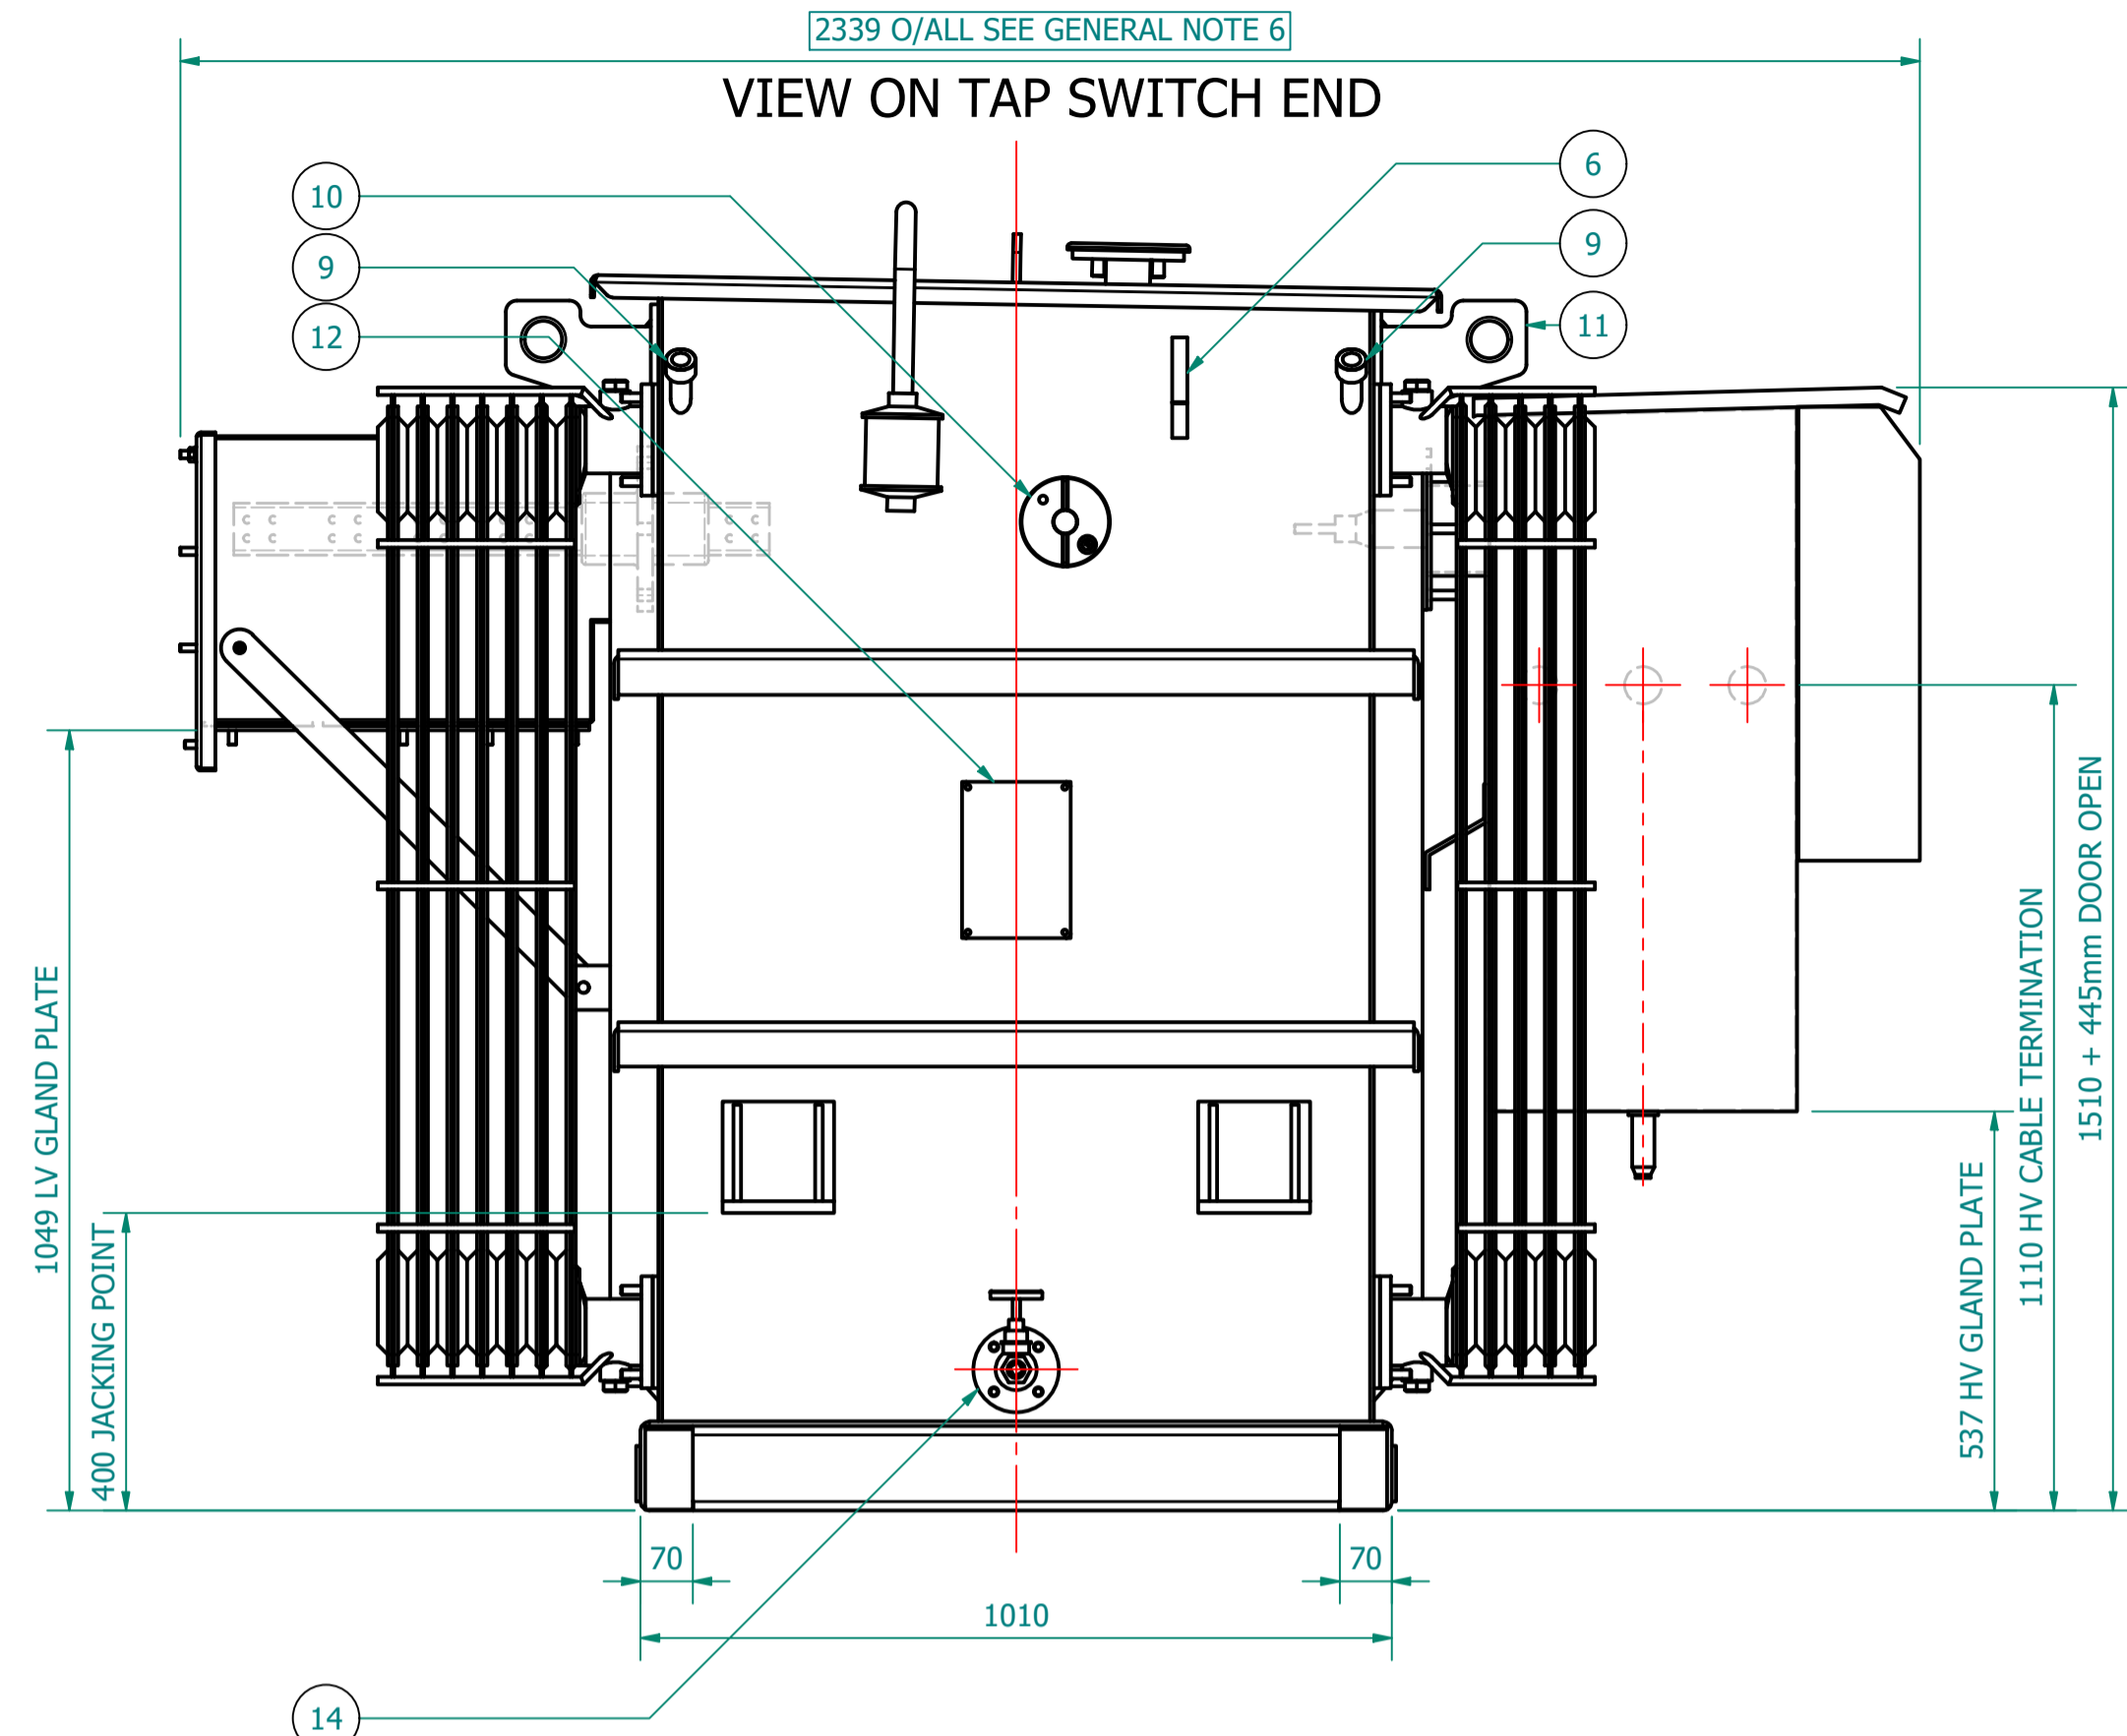 2339 O/ALL SEE GENERAL NOTE 6
VIEW ON TAP SWITCH END
10
9
12
6
9
11
1049 LV GLAND PLATE
400 JACKING POINT
537 HV GLAND PLATE
1110 HV CABLE TERMINATION
1510 + 445mm DOOR OPEN
70
70
1010
14